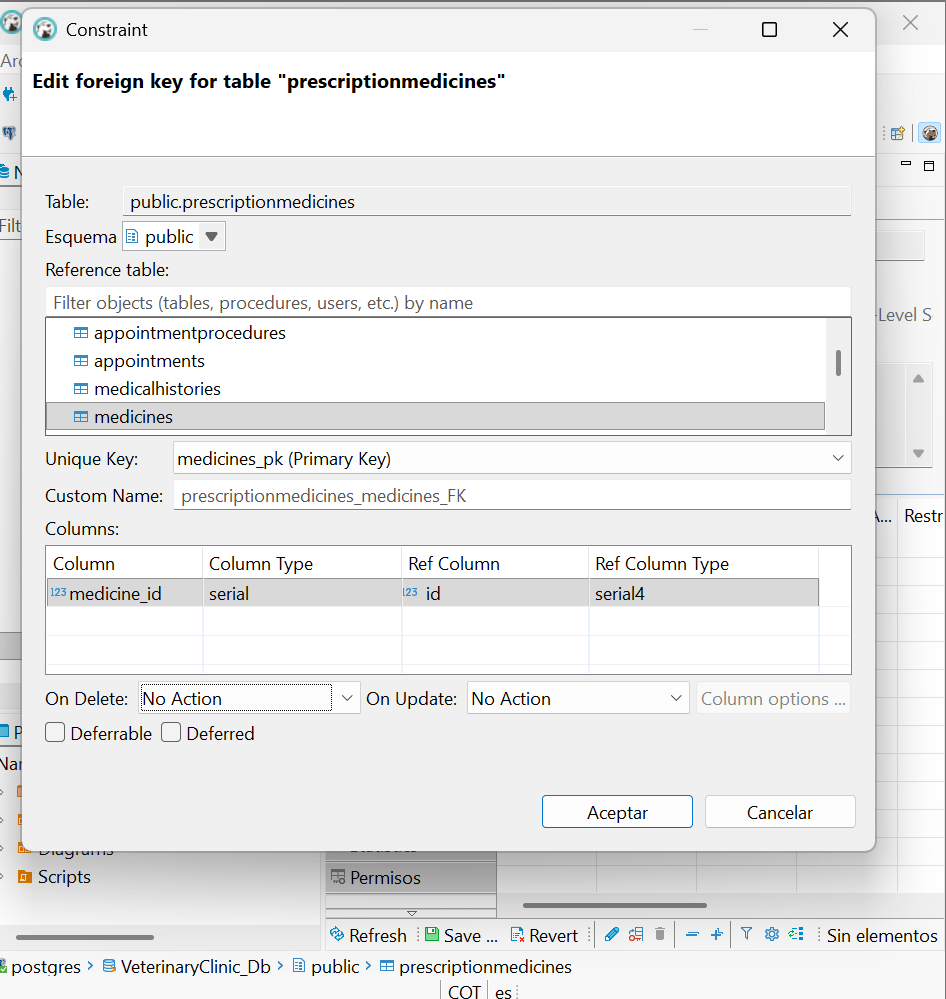 Constraint
Edit foreign key for table "prescriptionmedicines"
Table: public.prescriptionmedicines
Esquema public
Reference table:
Filter objects (tables, procedures, users, etc.) by name
appointmentprocedures
appointments
medicalhistories
medicines
Unique Key: medicines_pk (Primary Key)
Custom Name: prescriptionmedicines_medicines_FK
Columns:
Column Column Type Ref Column Ref Column Type
123 medicine_id serial 123 id serial4
On Delete: No Action On Update: No Action Column options ...
Deferrable Deferred
Aceptar Cancelar
-Level S
A... Restr
Diagrams
Scripts
Permisos
Refresh Save ... Revert Sin elementos
postgres VeterinaryClinic_Db public prescriptionmedicines
COT es